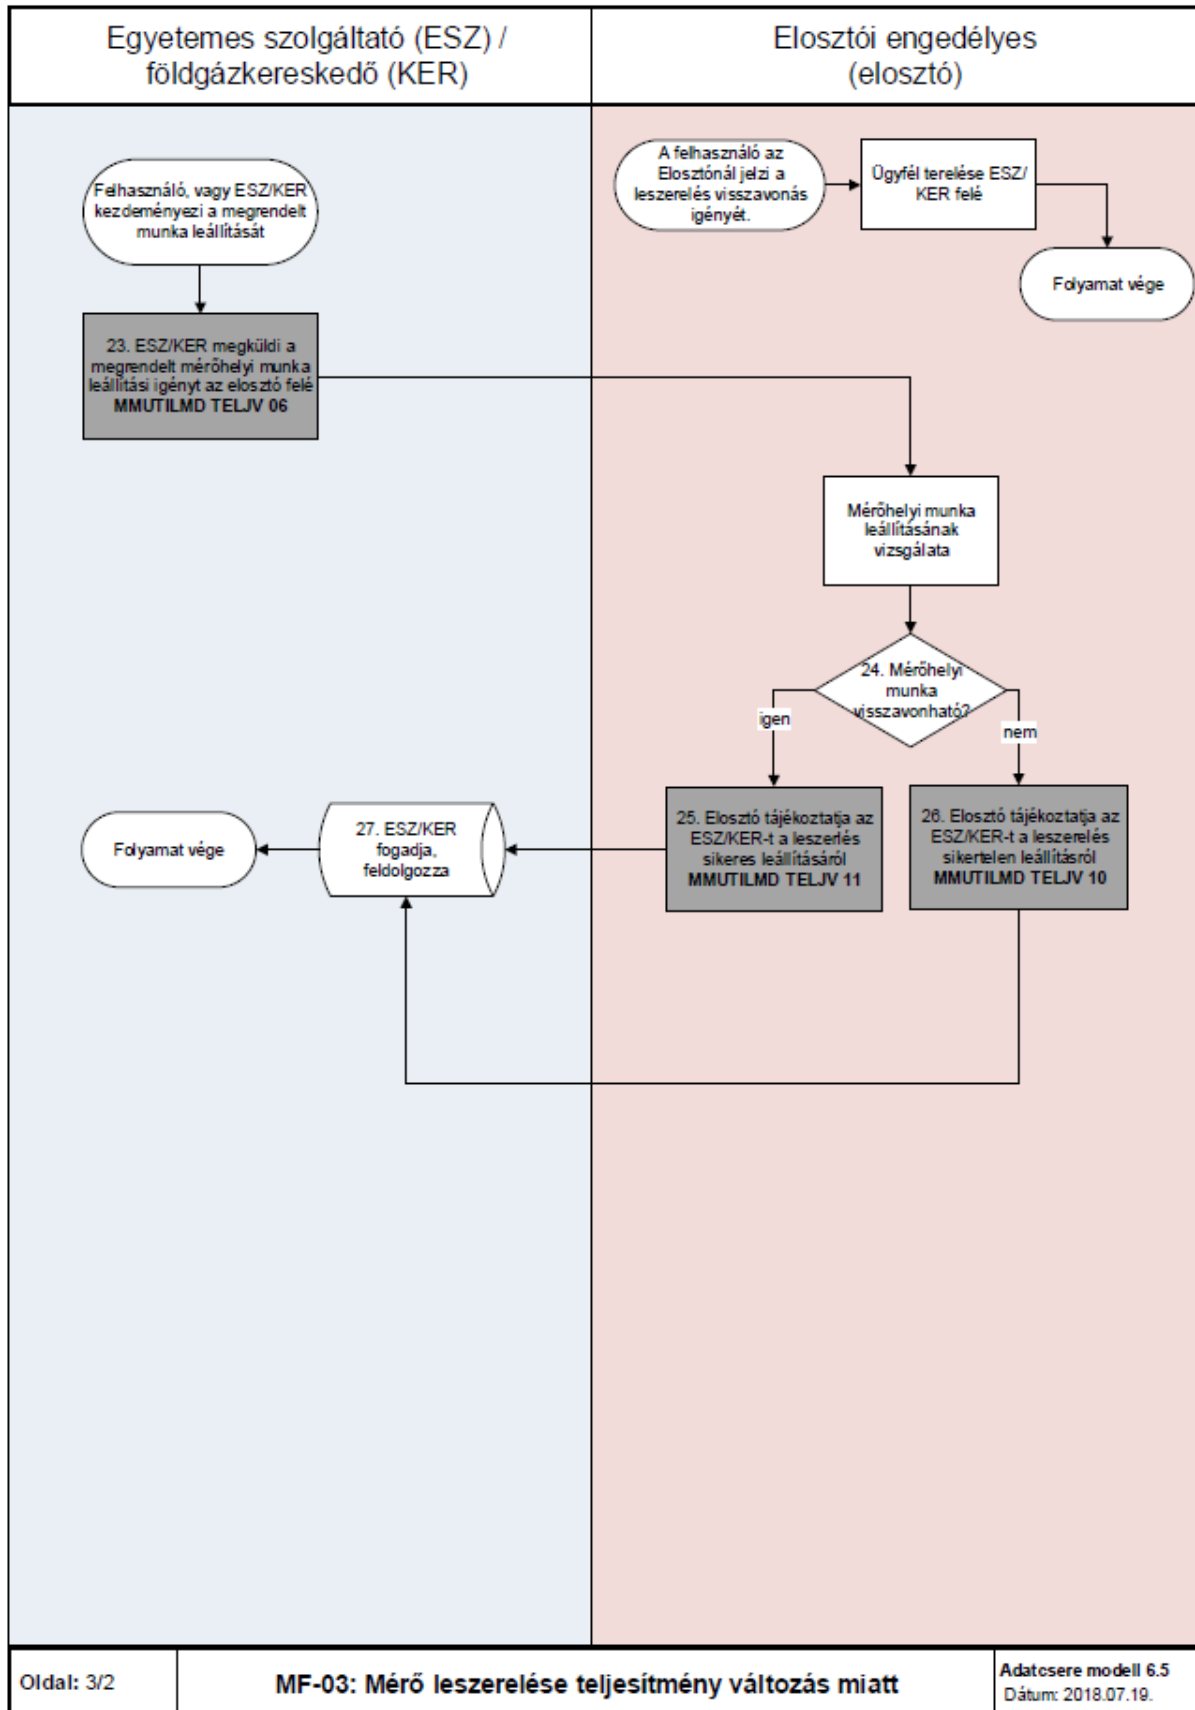 Egyetemes szolgáltató (ESZ) /
földgázkereskedő (KER)
Elosztói engedélyes
(elosztó)
Felhasználó, vagy ESZ/KER
kezdeményezi a megrendelt
munka leállítását
A felhasználó az
Elosztónál jelzi a
leszerelés visszavonás
igényét.
Ügyfél terelése ESZ/
KER felé
Folyamat vége
23. ESZ/KER megküldi a
megrendelt mérőhelyi munka
leállítási igényt az elosztó felé
MMUTILMD TELJV 06
Mérőhelyi munka
leállításának
vizsgálata
24. Mérőhelyi
munka
visszavonható?
igen
nem
25. Elosztó tájékoztatja az
ESZ/KER-t a leszerlés
sikeres leállításáról
MMUTILMD TELJV 11
26. Elosztó tájékoztatja az
ESZ/KER-t a leszerelés
sikertelen leállításról
MMUTILMD TELJV 10
27. ESZ/KER
fogadja,
feldolgozza
Folyamat vége
Oldal: 3/2
MF-03: Mérő leszerelése teljesítmény változás miatt
Adatcsere modell 6.5
Dátum: 2018.07.19.